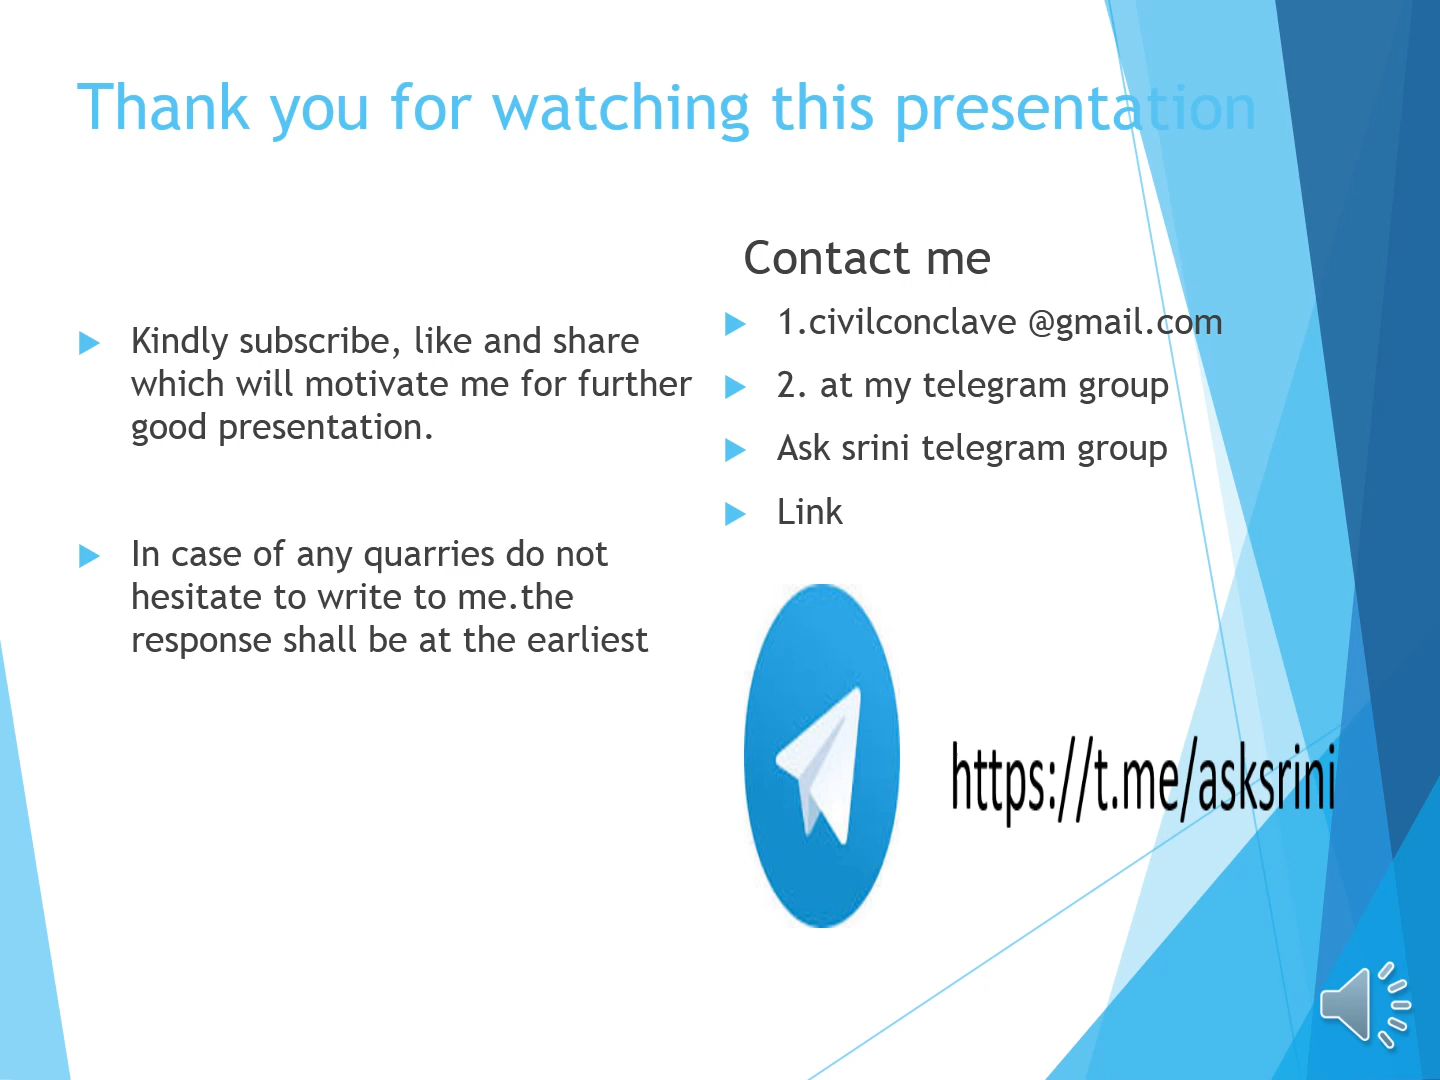 Thank you for watching this presentation
Kindly subscribe, like and share
which will motivate me for further
good presentation.
In case of any quarries do not
hesitate to write to me.the
response shall be at the earliest
Contact me
1.civilconclave @gmail.com
2. at my telegram group
Ask srini telegram group
Link
https://t.me/asksrini